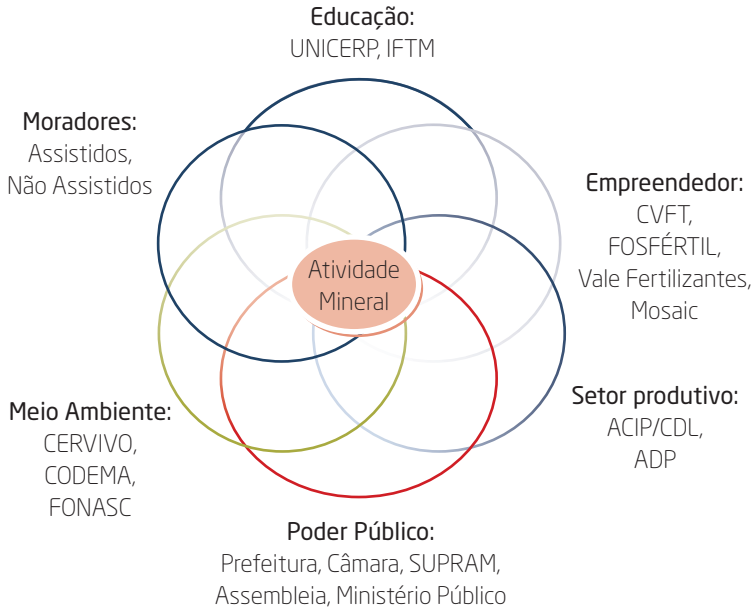 Educação:
UNICERP, IFTM
Moradores:
Assistidos,
Não Assistidos
Empreendedor:
CVFT,
FOSFÉRTIL,
Vale Fertilizantes,
Mosaic
Atividade
Mineral
Setor produtivo:
ACIP/CDL,
ADP
Meio Ambiente:
CERVIVO,
CODEMA,
FONASC
Poder Público:
Prefeitura, Câmara, SUPRAM,
Assembleia, Ministério Público